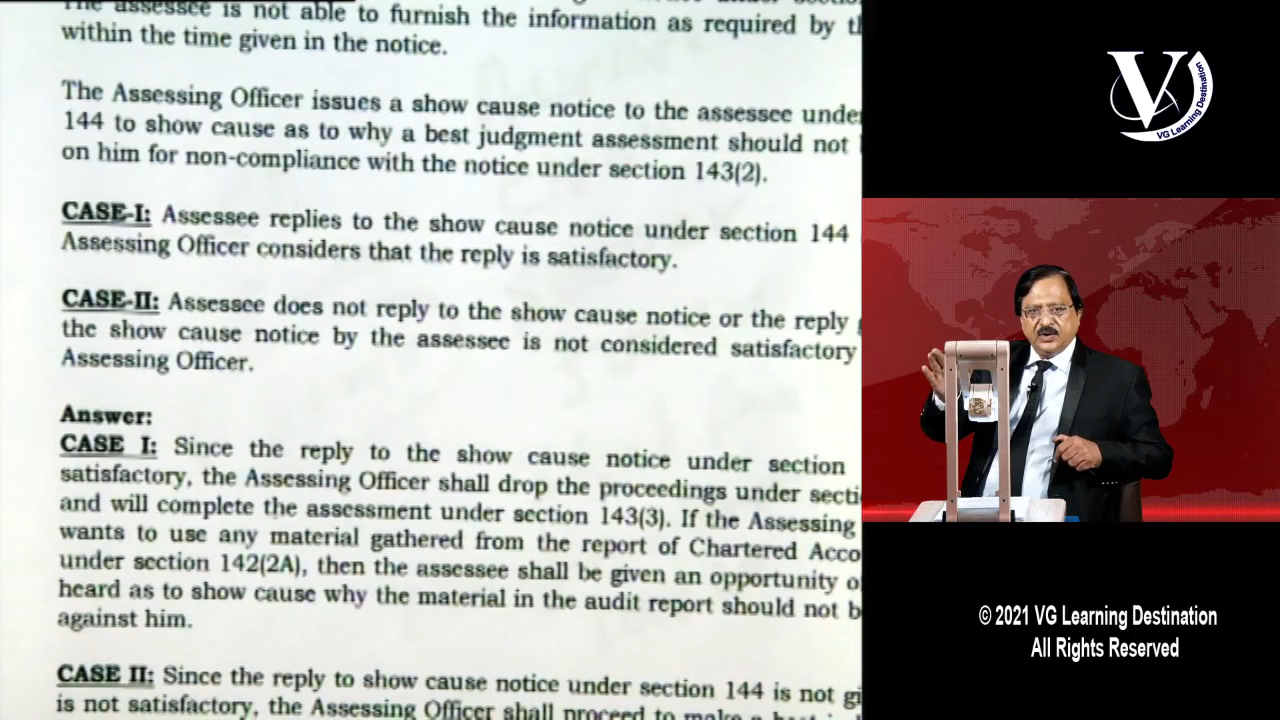 The assessee is not able to furnish the information as required by
within the time given in the notice.
The Assessing Officer issues a show cause notice to the assessee unde
144 to show cause as to why a best judgment assessment should not
on him for non-compliance with the notice under section 143(2).
CASE-I: Assessee replies to the show cause notice under section 144
Assessing Officer considers that the reply is satisfactory.
CASE-II: Assessee does not reply to the show cause notice or the reply
the show cause notice by the assessee is not considered satisfactory
Assessing Officer.
Answer:
CASE I: Since the reply to the show cause notice under section
satisfactory, the Assessing Officer shall drop the proceedings under secti
and will complete the assessment under section 143(3). If the Assessing
wants to use any material gathered from the report of Chartered Acco
under section 142(2A), then the assessee shall be given an opportunity o
heard as to show cause why the material in the audit report should not b
against him.
CASE II: Since the reply to show cause notice under section 144 is not gi
is not satisfactory, the Assessing Officer shall proceed to make a best
V
VG Learning Destination
© 2021 VG Learning Destination
All Rights Reserved